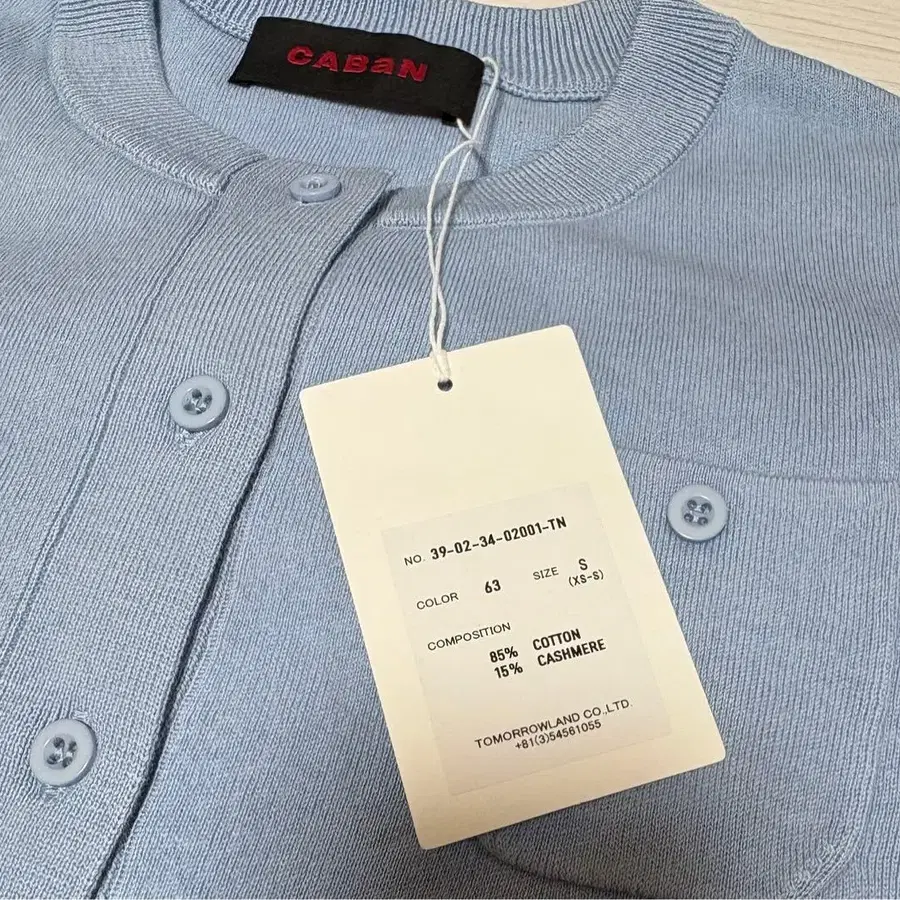 CABaN
NO. 39-02-34-02001-TN
COLOR 63 SIZE S
(XS-S)
COMPOSITION
85% COTTON
15% CASHMERE
TOMORROWLAND CO.,LTD.
+81(3)54561055